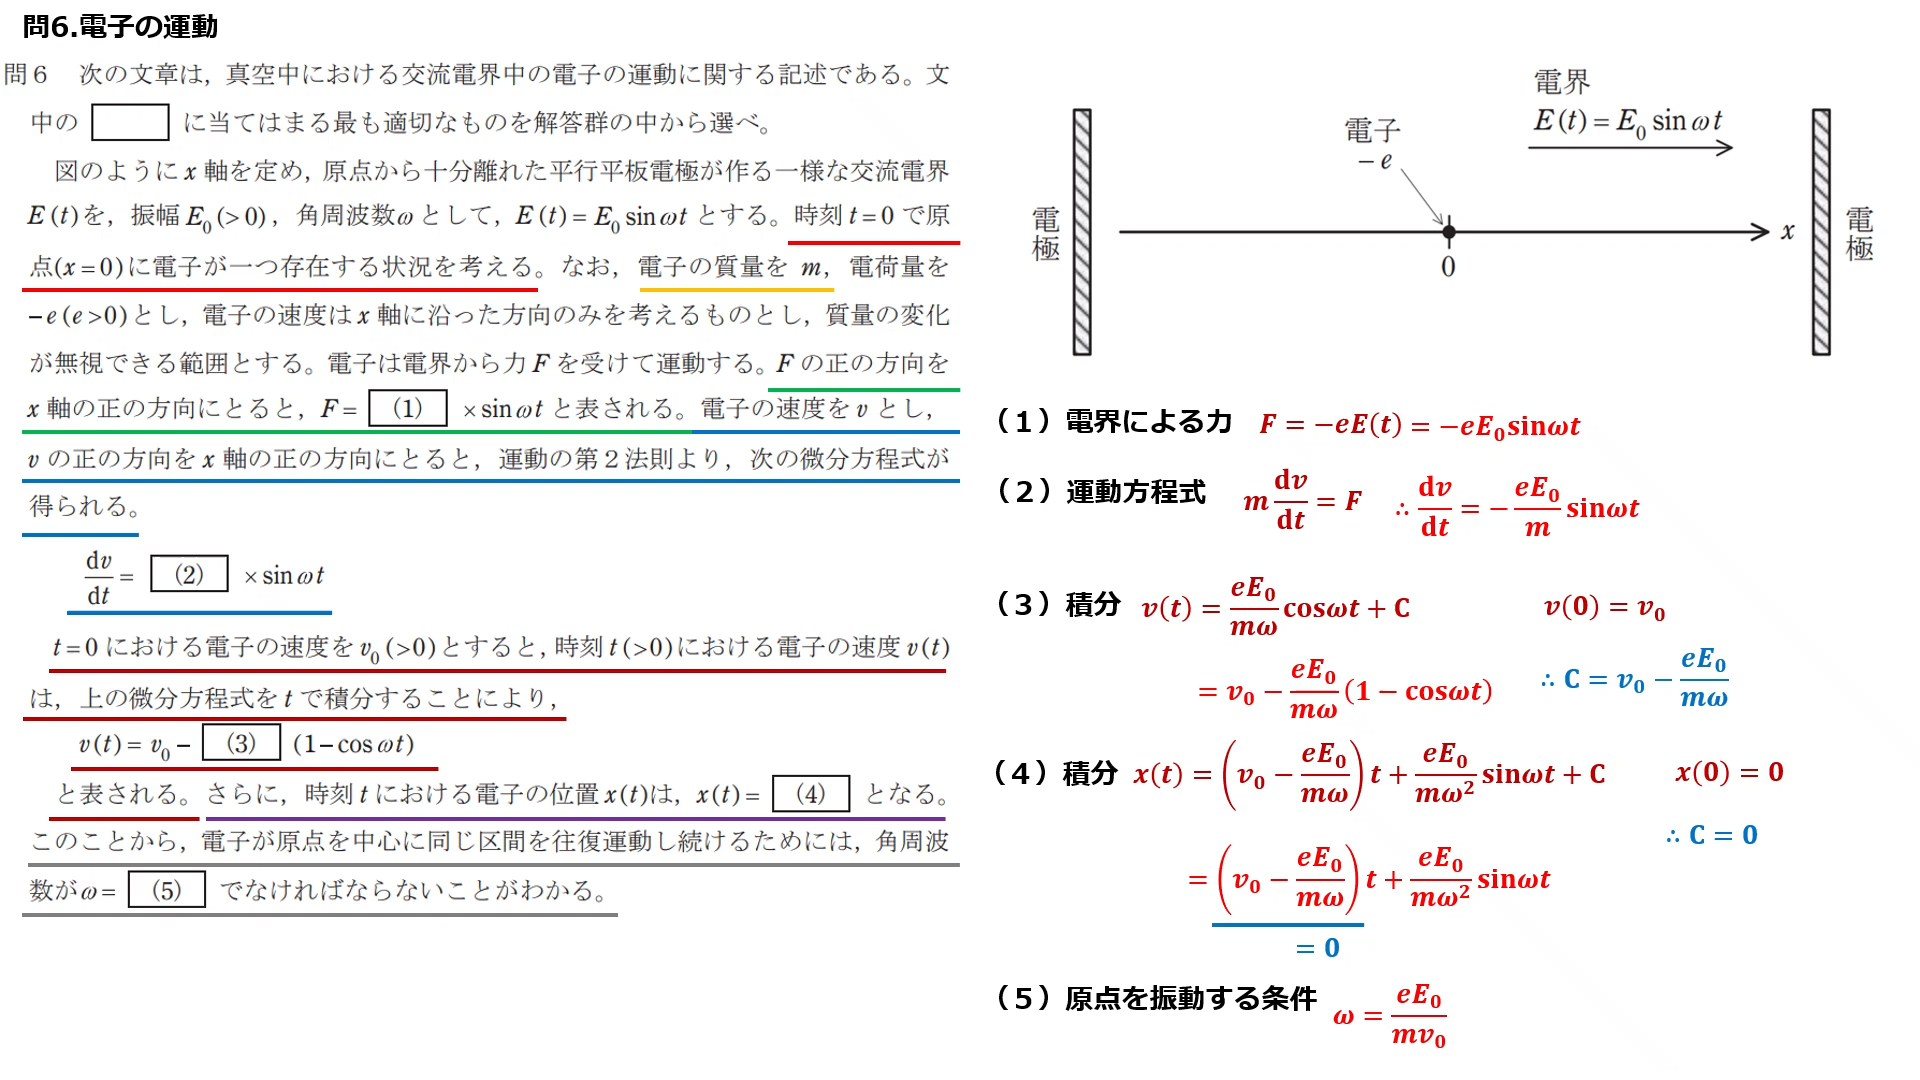 問6.電子の運動
問6　次の文章は，真空中における交流電界中の電子の運動に関する記述である。文
中の　　　に当てはまる最も適切なものを解答群の中から選べ。
図のように x 軸を定め，原点から十分離れた平行平板電極が作る一様な交流電界
E(t)を，振幅 E₀(>0)，角周波数ω として，E(t)= E₀ sin ωt とする。時刻 t=0 で原
点(x=0)に電子が一つ存在する状況を考える。なお，電子の質量を m，電荷量を
−e(e>0)とし，電子の速度は x 軸に沿った方向のみを考えるものとし，質量の変化
が無視できる範囲とする。電子は電界から力 F を受けて運動する。F の正の方向を
x 軸の正の方向にとると，F= (1) ×sin ωt と表される。電子の速度を v とし，
v の正の方向を x 軸の正の方向にとると，運動の第２法則より，次の微分方程式が
得られる。
dv/dt = (2) ×sin ωt
t=0 における電子の速度を v₀(>0)とすると，時刻 t(>0)における電子の速度 v(t)
は，上の微分方程式を t で積分することにより，
v(t)= v₀− (3) (1−cos ωt)
と表される。さらに，時刻 t における電子の位置 x(t)は，x(t)= (4) となる。
このことから，電子が原点を中心に同じ区間を往復運動し続けるためには，角周波
数が ω= (5) でなければならないことがわかる。
電界
E(t)= E₀ sin ωt
電子
−e
電極
電極
x
0
（1）電界による力 F = −eE(t) = −eE₀sinωt
（2）運動方程式 m dv/dt = F ∴ dv/dt = − eE₀/m sinωt
（3）積分 v(t) = eE₀/mω cosωt + C v(0) = v₀
= v₀ − eE₀/mω (1 − cosωt) ∴ C = v₀ − eE₀/mω
（4）積分 x(t) = (v₀ − eE₀/mω) t + eE₀/mω² sinωt + C x(0) = 0
∴ C = 0
= (v₀ − eE₀/mω) t + eE₀/mω² sinωt
= 0
（5）原点を振動する条件 ω = eE₀/mv₀